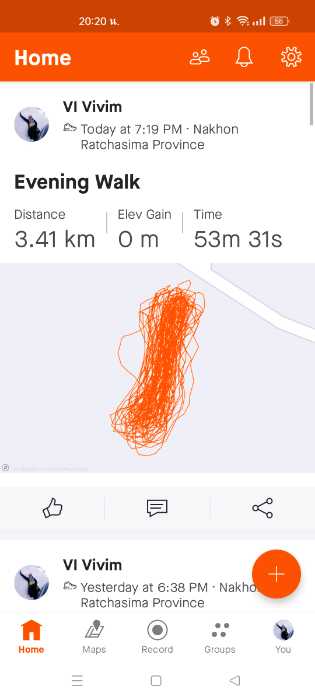 20:20 น.
56
Home
VI Vivim
Today at 7:19 PM · Nakhon
Ratchasima Province
Evening Walk
Distance
Elev Gain
Time
3.41 km
0 m
53m 31s
VI Vivim
Yesterday at 6:38 PM · Nakho
Ratchasima Province
Home
Maps
Record
Groups
You